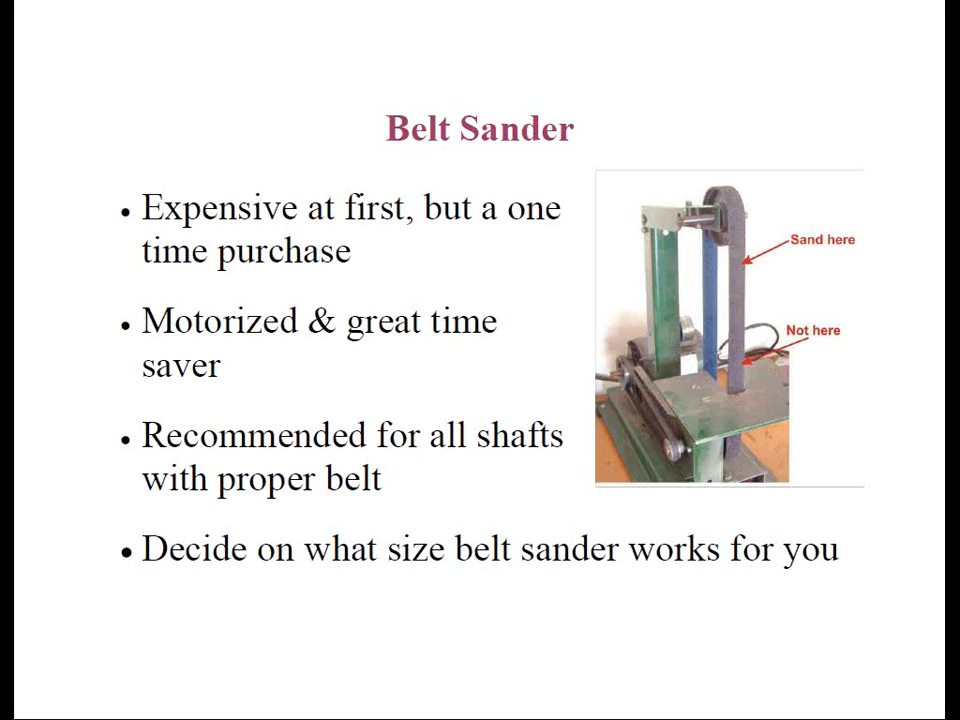 Belt Sander
• Expensive at first, but a one
time purchase
Sand here
• Motorized & great time
saver
Not here
• Recommended for all shafts
with proper belt
• Decide on what size belt sander works for you